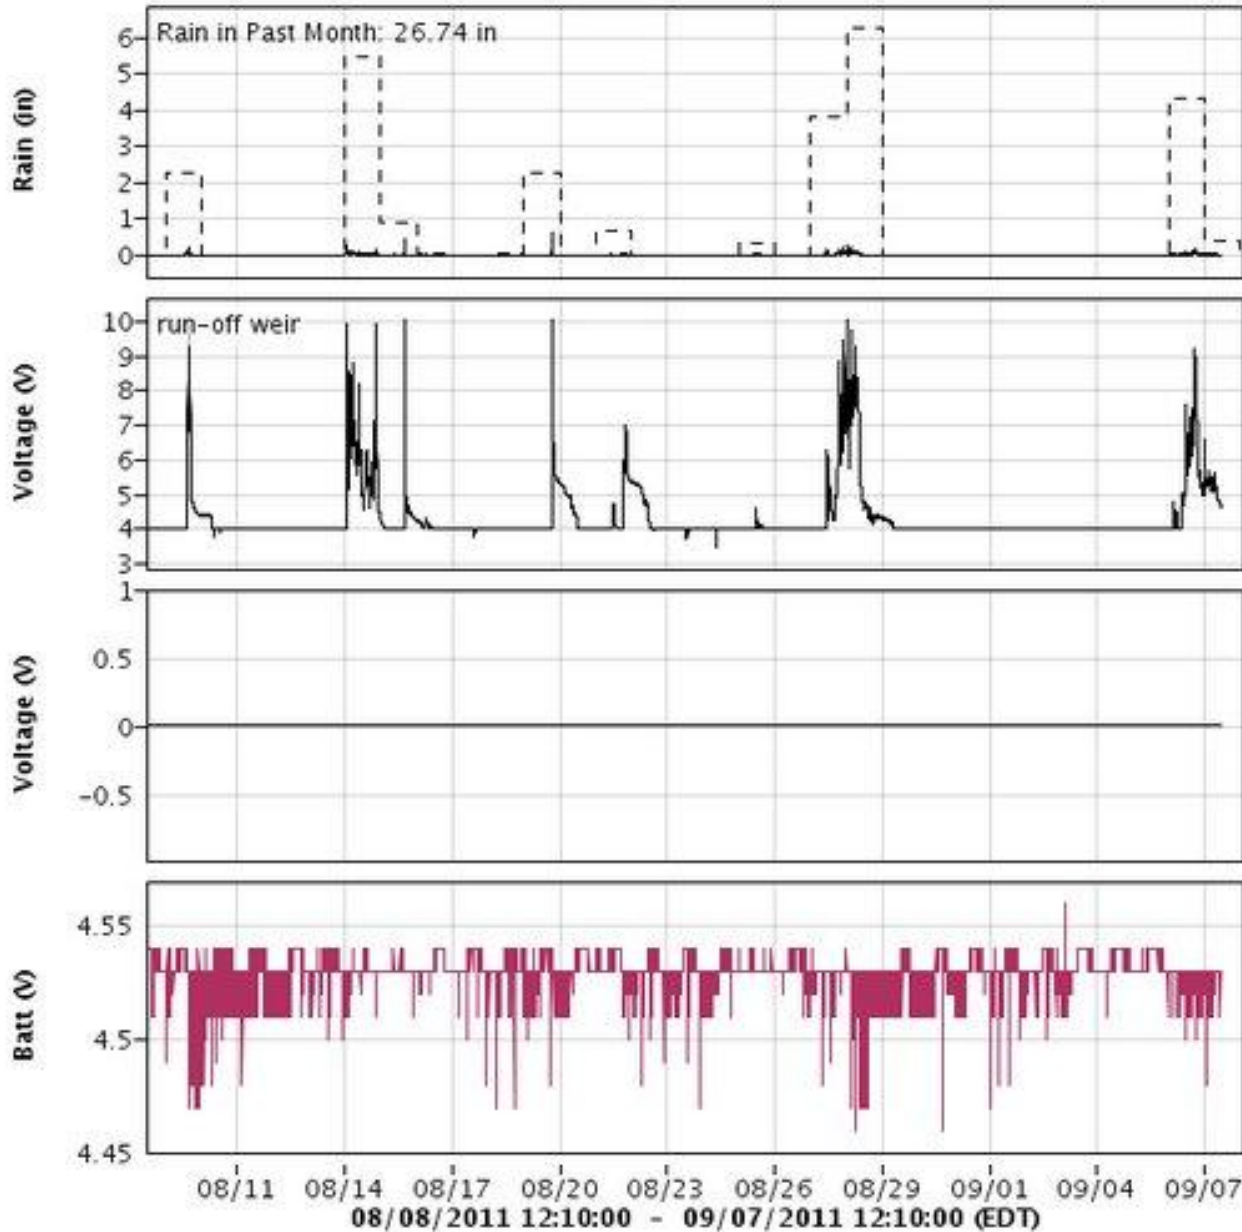 Rain (in)
6
5
4
3
2
1
0
Rain in Past Month: 26.74 in
Voltage (V)
10
9
8
7
6
5
4
3
run-off weir
Voltage (V)
1
0.5
0
-0.5
Batt (V)
4.55
4.5
4.45
08/11 08/14 08/17 08/20 08/23 08/26 08/29 09/01 09/04 09/07
08/08/2011 12:10:00 - 09/07/2011 12:10:00 (EDT)